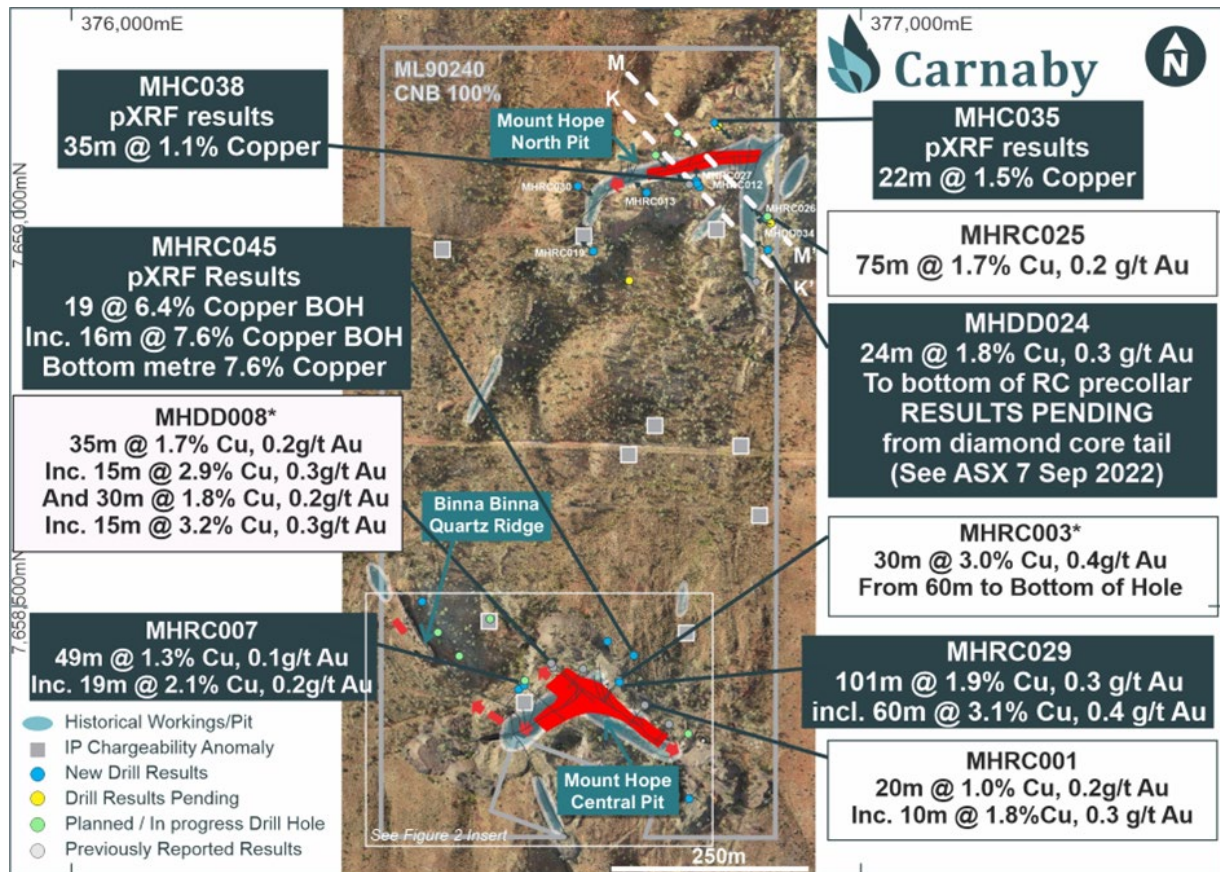 376,000mE
377,000mE
7,659,000mN
7,658,500mN
Carnaby
N
ML90240
CNB 100%
M
K
Mount Hope
North Pit
MHC038
pXRF results
35m @ 1.1% Copper
MHC035
pXRF results
22m @ 1.5% Copper
MHRC030
MHRC013
MHRC027
MHRC012
MHRC026
MHDD034
MHRC019
M'
K'
MHRC025
75m @ 1.7% Cu, 0.2 g/t Au
MHRC045
pXRF Results
19 @ 6.4% Copper BOH
Inc. 16m @ 7.6% Copper BOH
Bottom metre 7.6% Copper
MHDD024
24m @ 1.8% Cu, 0.3 g/t Au
To bottom of RC precollar
RESULTS PENDING
from diamond core tail
(See ASX 7 Sep 2022)
MHDD008*
35m @ 1.7% Cu, 0.2g/t Au
Inc. 15m @ 2.9% Cu, 0.3g/t Au
And 30m @ 1.8% Cu, 0.2g/t Au
Inc. 15m @ 3.2% Cu, 0.3g/t Au
Binna Binna
Quartz Ridge
MHRC003*
30m @ 3.0% Cu, 0.4g/t Au
From 60m to Bottom of Hole
MHRC007
49m @ 1.3% Cu, 0.1g/t Au
Inc. 19m @ 2.1% Cu, 0.2g/t Au
MHRC029
101m @ 1.9% Cu, 0.3 g/t Au
incl. 60m @ 3.1% Cu, 0.4 g/t Au
MHRC001
20m @ 1.0% Cu, 0.2g/t Au
Inc. 10m @ 1.8%Cu, 0.3 g/t Au
Mount Hope
Central Pit
Historical Workings/Pit
IP Chargeability Anomaly
New Drill Results
Drill Results Pending
Planned / In progress Drill Hole
Previously Reported Results
See Figure 2 Insert
250m